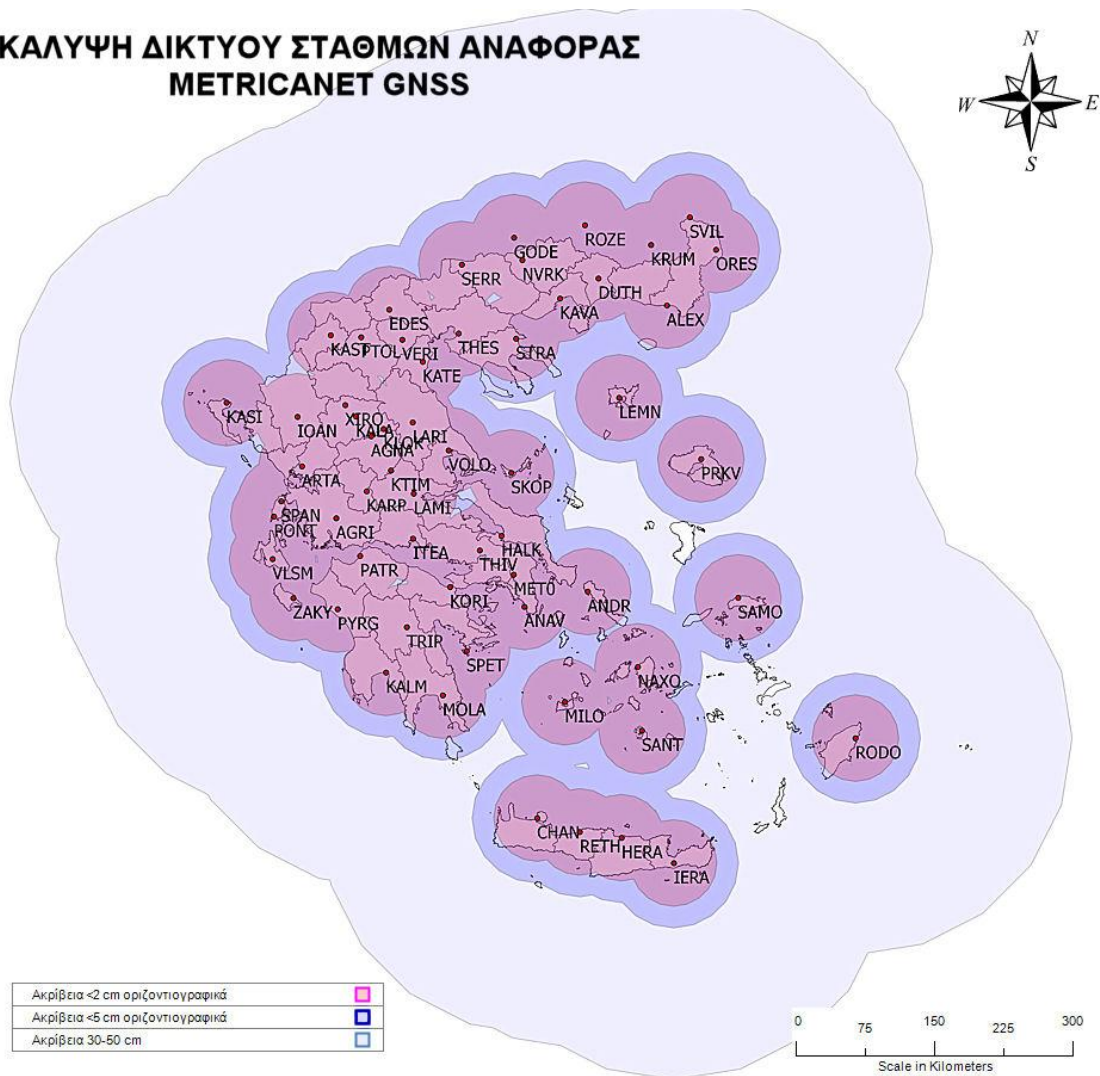 ΚΑΛΥΨΗ ΔΙΚΤΥΟΥ ΣΤΑΘΜΩΝ ΑΝΑΦΟΡΑΣ
METRICANET GNSS
N
W E
S
SVIL
ROZE
GODE
KRUM
ORES
NVRK
SERR
DUTH
KAVA
ALEX
EDES
THES
STRA
KAST
PTOL
VERI
KATE
LEMN
KASI
XIRO
IOAN
KALA
LARI
KLOK
AGNA
VOLO
PRKV
ARTA
KTIM
SKOP
KARP
LAMI
SPAN
PONT
AGRI
ITEA
HALK
THIV
VLSM
PATR
MET0
KORI
ANDR
SAMO
ZAKY
PYRG
ANAV
TRIP
SPET
NAXO
KALM
MOLA
MILO
SANT
RODO
CHAN
RETH
HERA
IERA
Ακρίβεια <2 cm οριζοντιογραφικά
Ακρίβεια <5 cm οριζοντιογραφικά
Ακρίβεια 30-50 cm
0 75 150 225 300
Scale in Kilometers